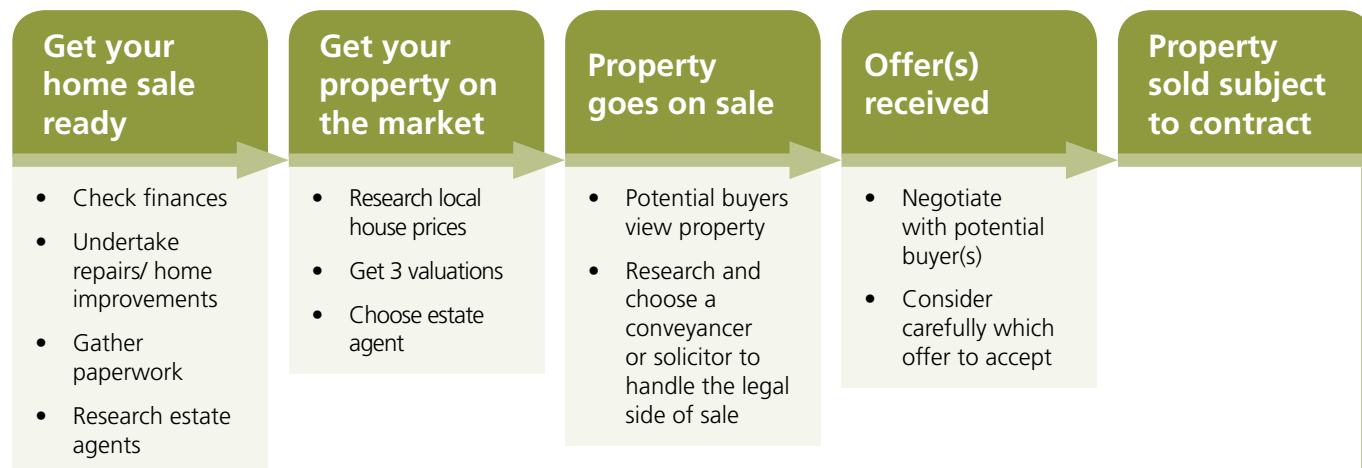 Get your
home sale
ready
• Check finances
• Undertake
repairs/ home
improvements
• Gather
paperwork
• Research estate
agents
Get your
property on
the market
• Research local
house prices
• Get 3 valuations
• Choose estate
agent
Property
goes on sale
• Potential buyers
view property
• Research and
choose a
conveyancer
or solicitor to
handle the legal
side of sale
Offer(s)
received
• Negotiate
with potential
buyer(s)
• Consider
carefully which
offer to accept
Property
sold subject
to contract